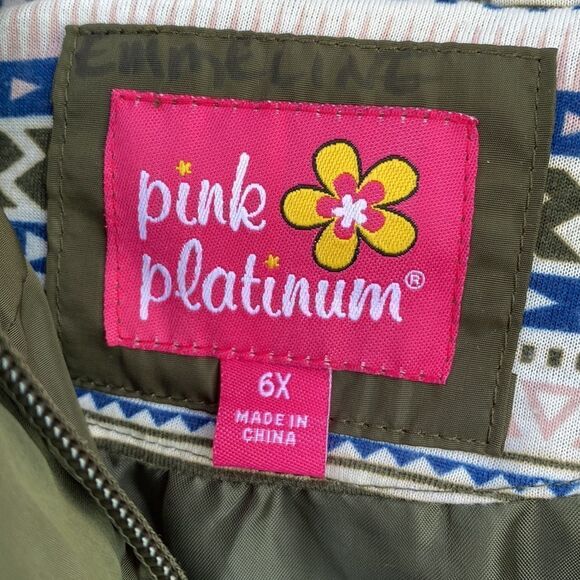 EmmELINE
pink
platinum®
6X
MADE IN
CHINA